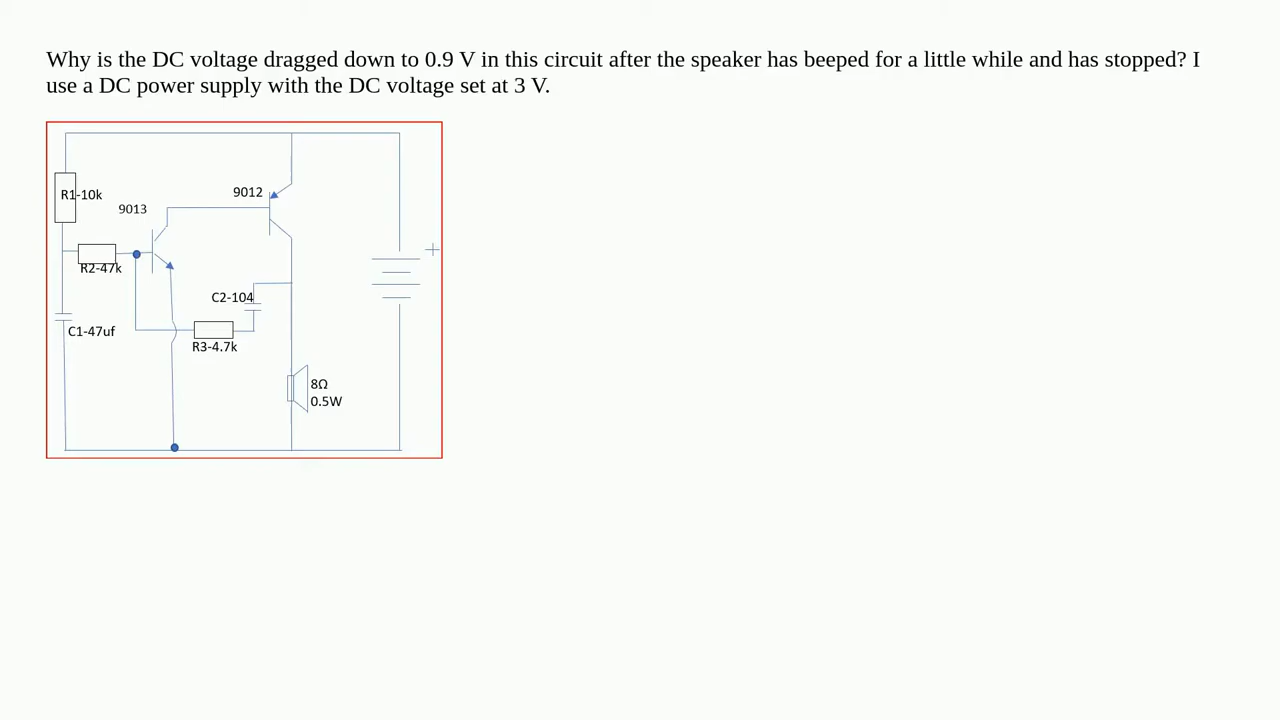 Why is the DC voltage dragged down to 0.9 V in this circuit after the speaker has beeped for a little while and has stopped? I
use a DC power supply with the DC voltage set at 3 V.
R1-10k
9013
9012
R2-47k
C2-104
C1-47uf
R3-4.7k
8Ω
0.5W